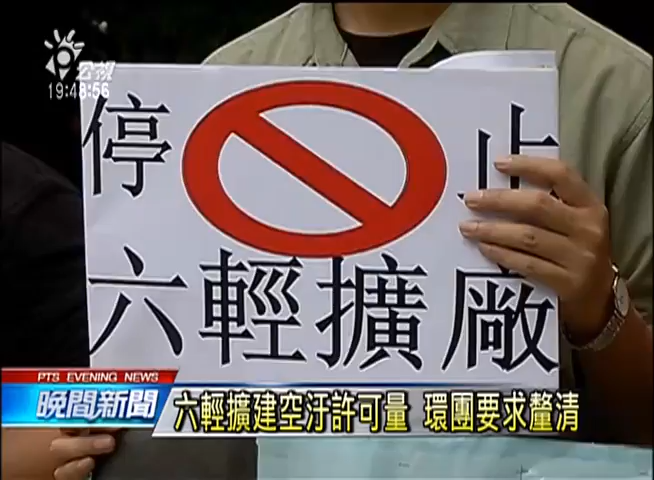 公視
19:48:56
停 止
六輕擴廠
PTS EVENING NEWS
晚間新聞
六輕擴建空汙許可量 環團要求釐清